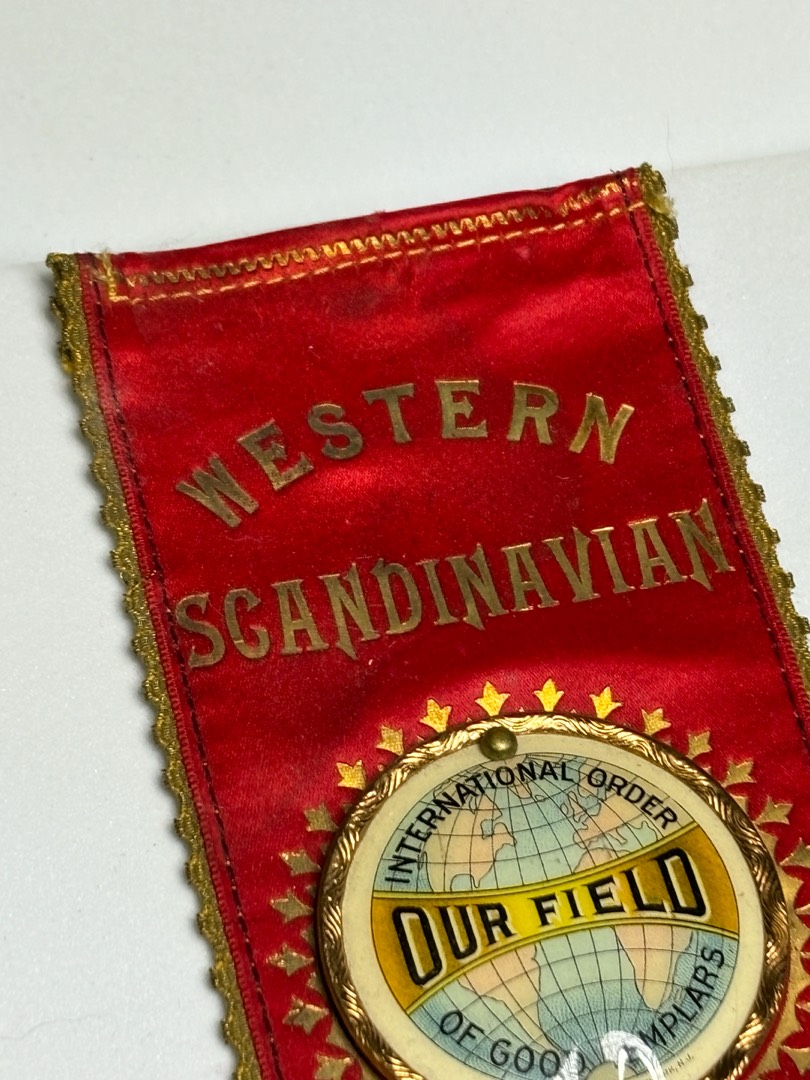 WESTERN
SCANDINAVIAN
INTERNATIONAL ORDER
OUR FIELD
OF GOOD TEMPLARS